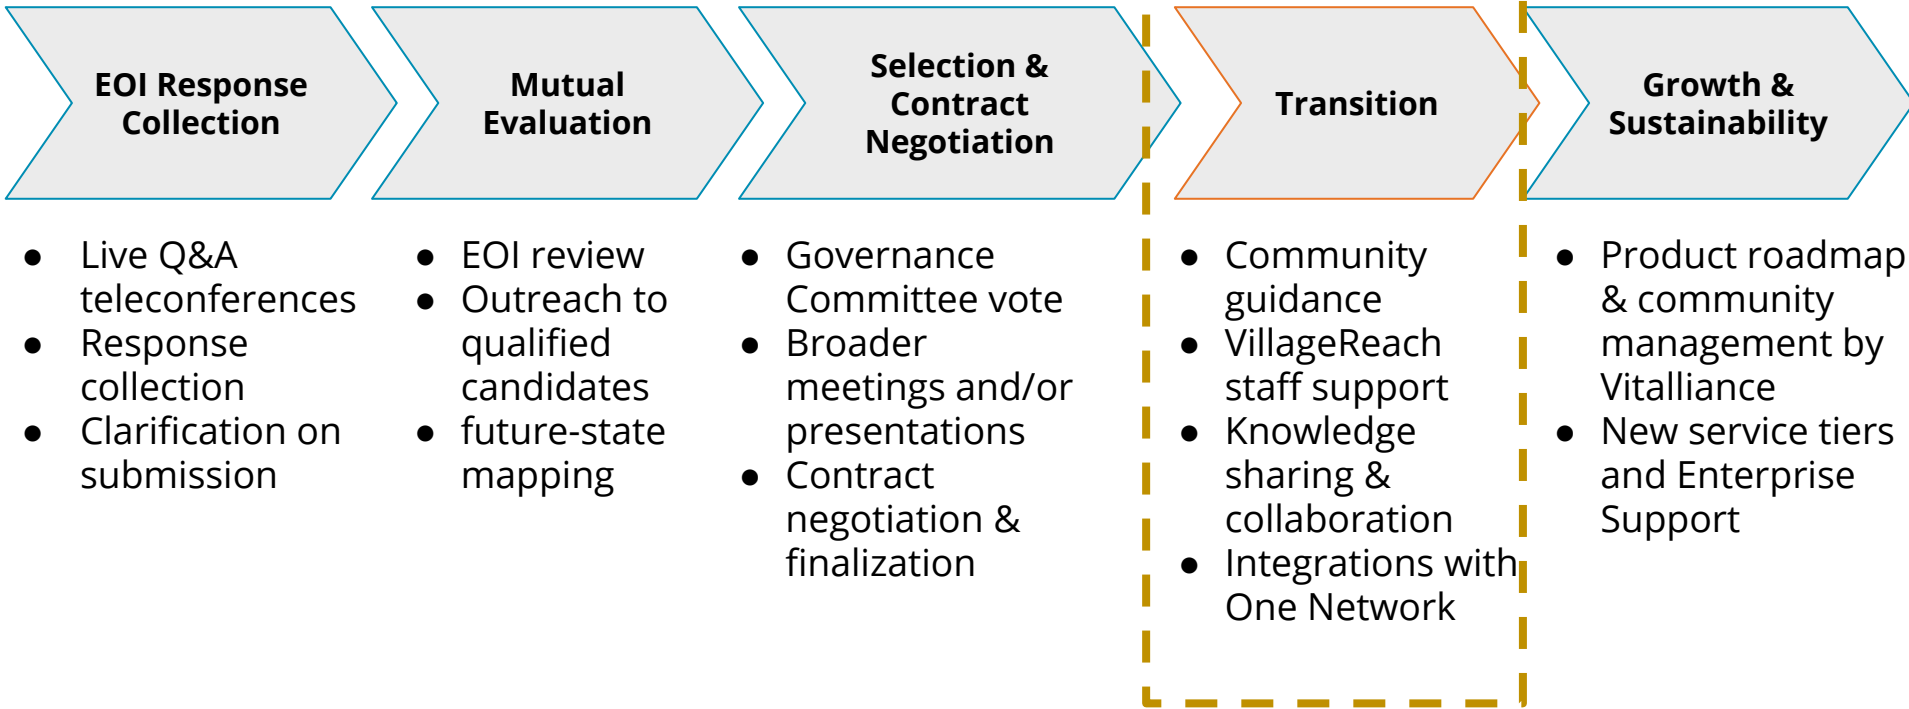 EOI Response
Collection
Mutual
Evaluation
Selection &
Contract
Negotiation
Transition
Growth &
Sustainability
● Live Q&A
teleconferences
● Response
collection
● Clarification on
submission
● EOI review
● Outreach to
qualified
candidates
● future-state
mapping
● Governance
Committee vote
● Broader
meetings and/or
presentations
● Contract
negotiation &
finalization
● Community
guidance
● VillageReach
staff support
● Knowledge
sharing &
collaboration
● Integrations with
One Network
● Product roadmap
& community
management by
Vitalliance
● New service tiers
and Enterprise
Support